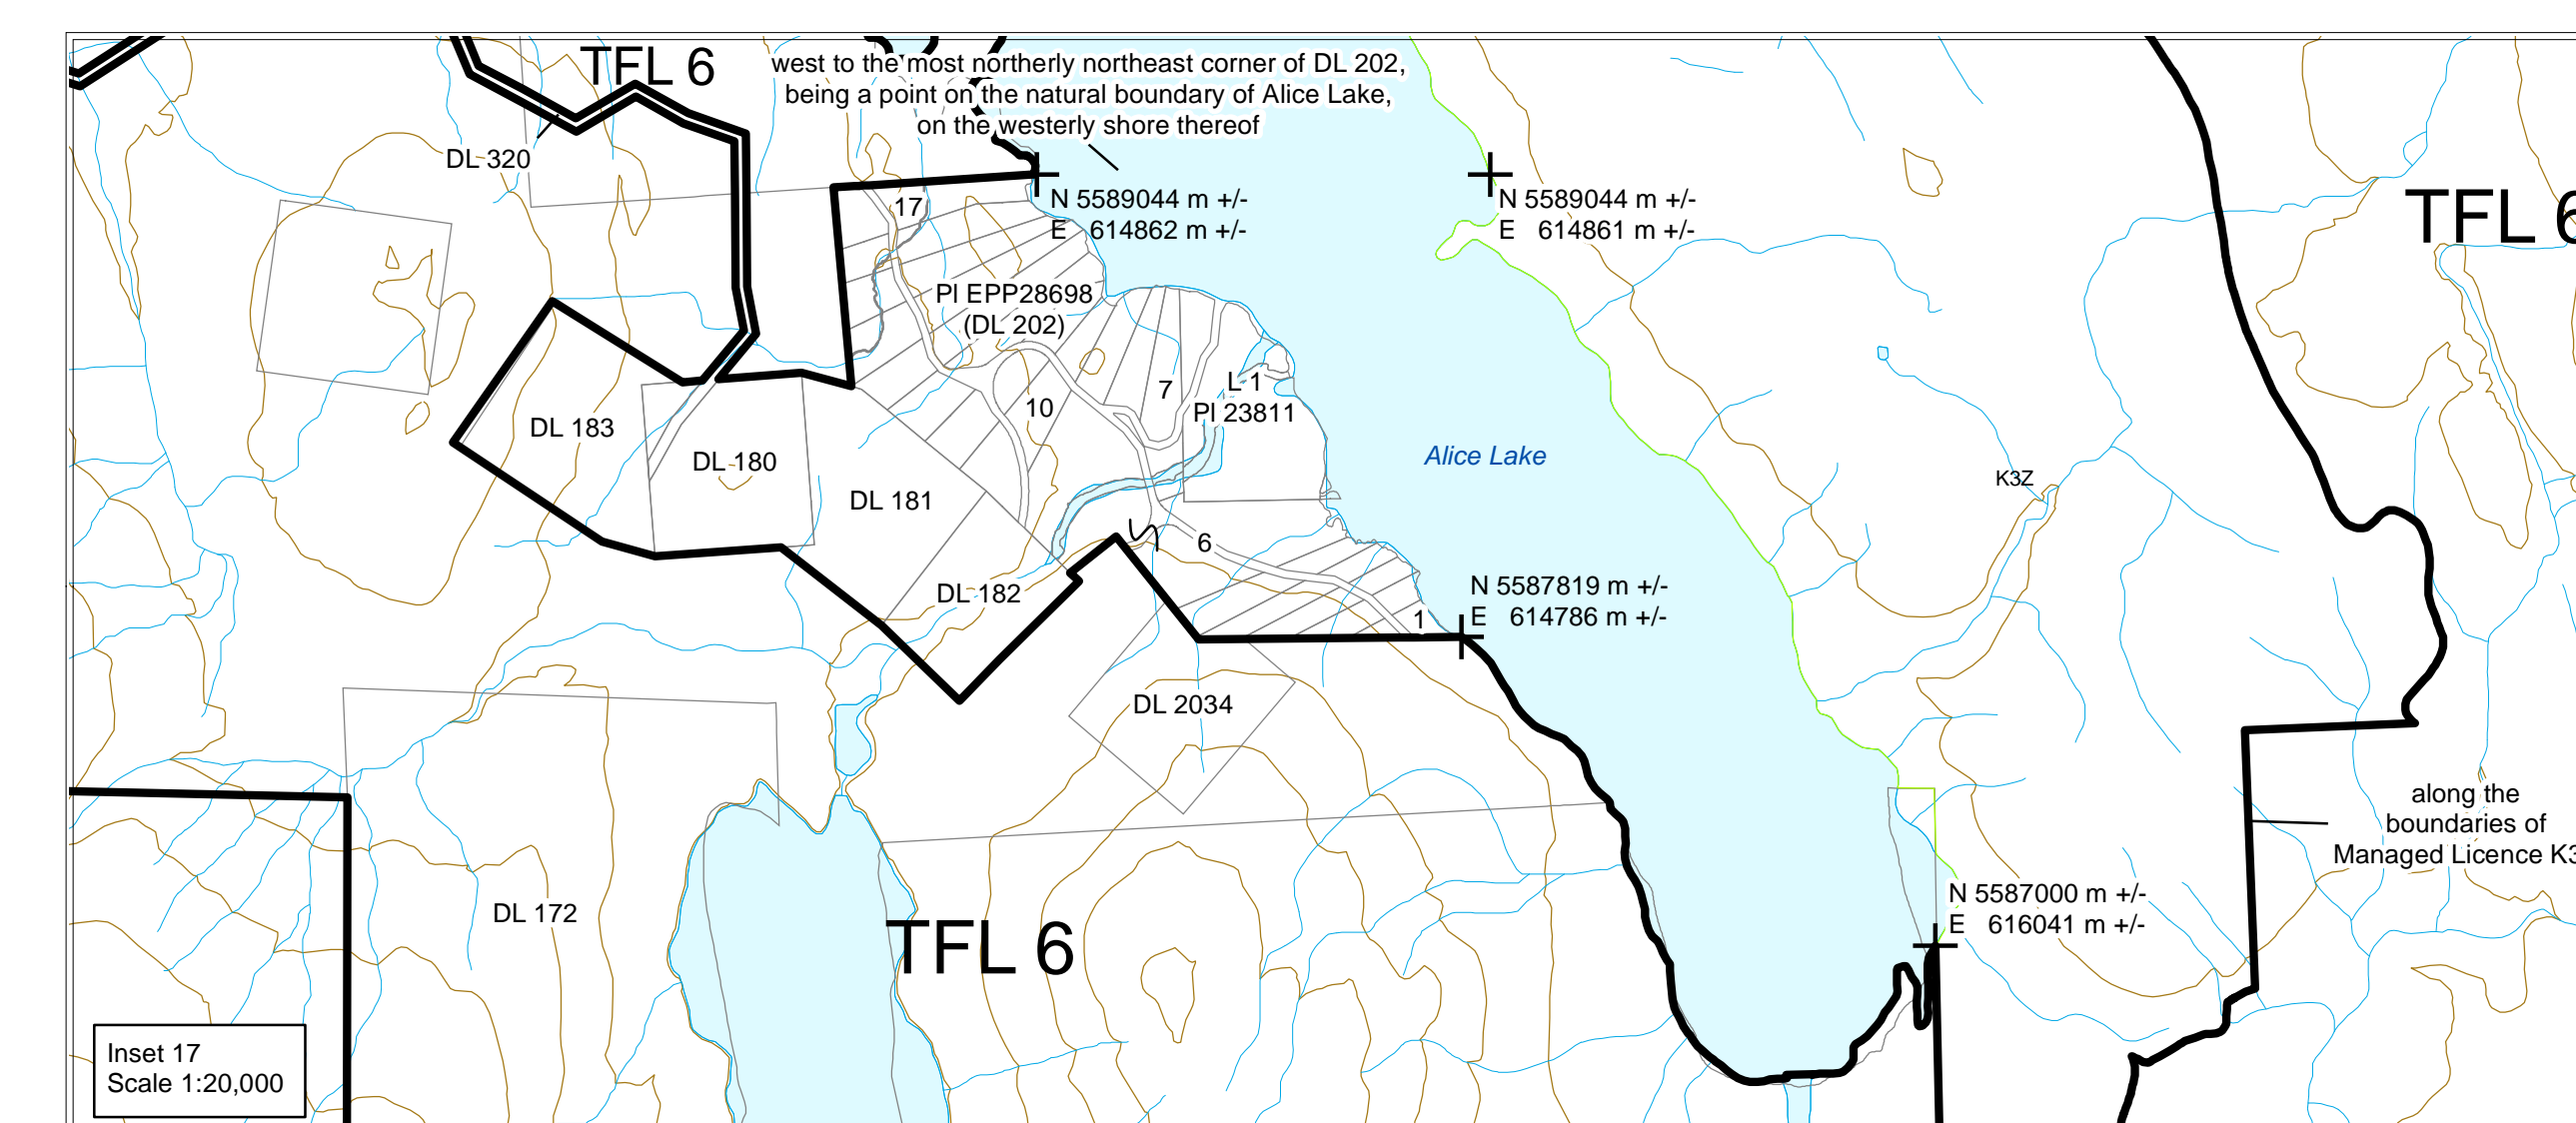 TFL 6
west to the most northerly northeast corner of DL 202,
being a point on the natural boundary of Alice Lake,
on the westerly shore thereof
DL 320
17
N 5589044 m +/-
E 614862 m +/-
N 5589044 m +/-
E 614861 m +/-
TFL 6
PI EPP28698
(DL 202)
L 1
PI 23811
7
10
DL 183
DL 180
DL 181
Alice Lake
K3Z
6
DL 182
N 5587819 m +/-
E 614786 m +/-
1
DL 2034
along the
boundaries of
Managed Licence K3
DL 172
TFL 6
N 5587000 m +/-
E 616041 m +/-
Inset 17
Scale 1:20,000